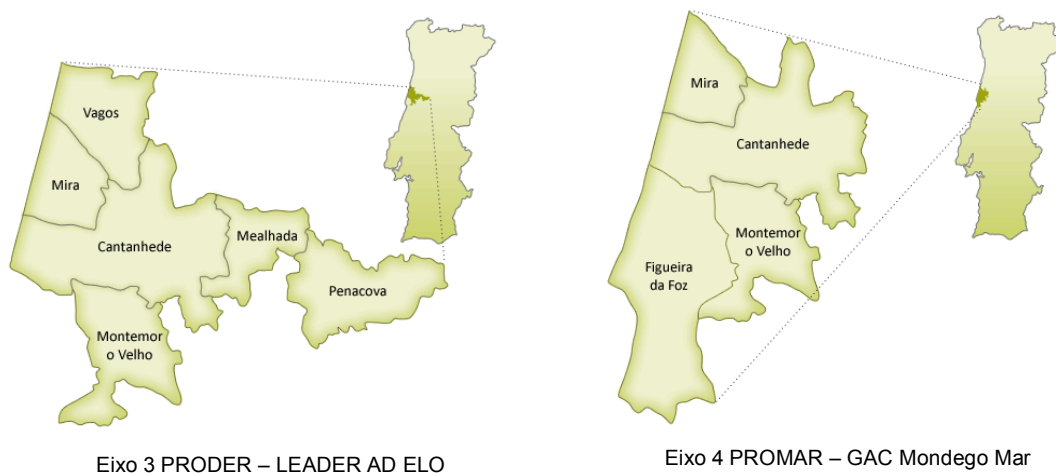 Vagos
Mira
Cantanhede
Mealhada
Penacova
Montemor
o Velho
Eixo 3 PRODER – LEADER AD ELO
Mira
Cantanhede
Montemor
o Velho
Figueira
da Foz
Eixo 4 PROMAR – GAC Mondego Mar